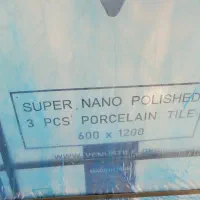 SUPER NANO POLISHED
3 PCS PORCELAIN TILE
600 x 1200